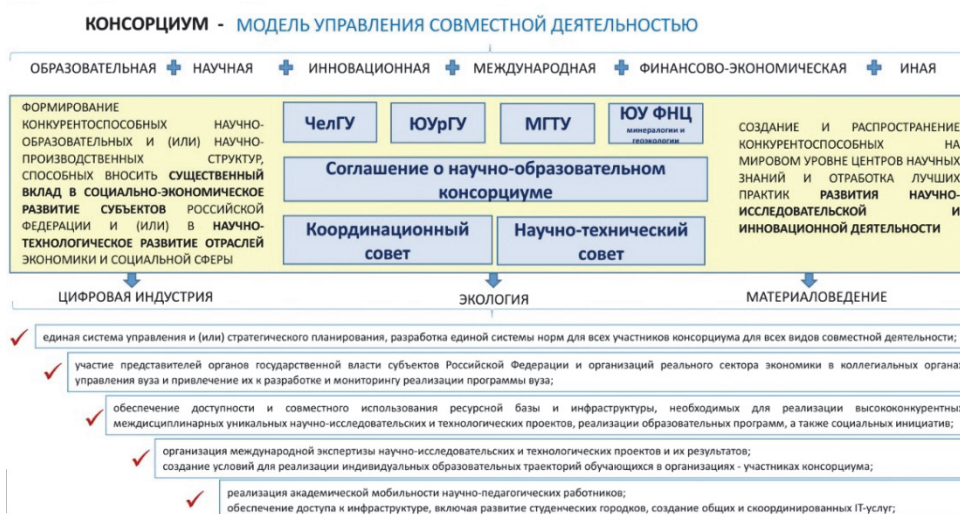 КОНСОРЦИУМ - МОДЕЛЬ УПРАВЛЕНИЯ СОВМЕСТНОЙ ДЕЯТЕЛЬНОСТЬЮ
ОБРАЗОВАТЕЛЬНАЯ + НАУЧНАЯ + ИННОВАЦИОННАЯ + МЕЖДУНАРОДНАЯ + ФИНАНСОВО-ЭКОНОМИЧЕСКАЯ + ИНАЯ
ФОРМИРОВАНИЕ
КОНКУРЕНТОСПОСОБНЫХ НАУЧНО-
ОБРАЗОВАТЕЛЬНЫХ И (ИЛИ) НАУЧНО-
ПРОИЗВОДСТВЕННЫХ СТРУКТУР,
СПОСОБНЫХ ВНОСИТЬ СУЩЕСТВЕННЫЙ
ВКЛАД В СОЦИАЛЬНО-ЭКОНОМИЧЕСКОЕ
РАЗВИТИЕ СУБЪЕКТОВ РОССИЙСКОЙ
ФЕДЕРАЦИИ И (ИЛИ) В НАУЧНО-
ТЕХНОЛОГИЧЕСКОЕ РАЗВИТИЕ ОТРАСЛЕЙ
ЭКОНОМИКИ И СОЦИАЛЬНОЙ СФЕРЫ
ЧелГУ
ЮУрГУ
МГТУ
ЮУ ФНЦ
минералогии и
геоэкологии
Соглашение о научно-образовательном
консорциуме
Координационный
совет
Научно-технический
совет
СОЗДАНИЕ И РАСПРОСТРАНЕНИЕ
КОНКУРЕНТОСПОСОБНЫХ НА
МИРОВОМ УРОВНЕ ЦЕНТРОВ НАУЧНЫХ
ЗНАНИЙ И ОТРАБОТКА ЛУЧШИХ
ПРАКТИК РАЗВИТИЯ НАУЧНО-
ИССЛЕДОВАТЕЛЬСКОЙ И
ИННОВАЦИОННОЙ ДЕЯТЕЛЬНОСТИ
ЦИФРОВАЯ ИНДУСТРИЯ
ЭКОЛОГИЯ
МАТЕРИАЛОВЕДЕНИЕ
единая система управления и (или) стратегического планирования, разработка единой системы норм для всех участников консорциума для всех видов совместной деятельности;
участие представителей органов государственной власти субъектов Российской Федерации и организаций реального сектора экономики в коллегиальных органах
управления вуза и привлечение их к разработке и мониторингу реализации программы вуза;
обеспечение доступности и совместного использования ресурсной базы и инфраструктуры, необходимых для реализации высококонкурентных
междисциплинарных уникальных научно-исследовательских и технологических проектов, реализации образовательных программ, а также социальных инициатив;
организация международной экспертизы научно-исследовательских и технологических проектов и их результатов;
создание условий для реализации индивидуальных образовательных траекторий обучающихся в организациях - участниках консорциума;
реализация академической мобильности научно-педагогических работников;
обеспечение доступа к инфраструктуре, включая развитие студенческих городков, создание общих и скоординированных IT-услуг;